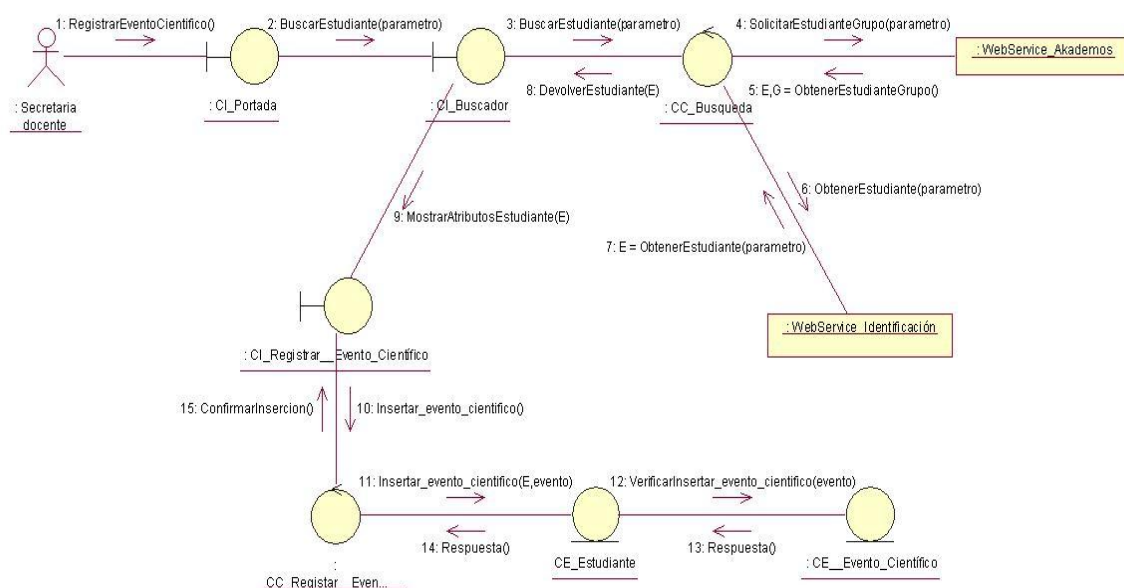 1: RegistrarEventoCientífico()
2: BuscarEstudiante(parametro)
3: BuscarEstudiante(parametro)
4: SolicitarEstudianteGrupo(parametro)
: WebService_Akademos
8: DevolverEstudiante(E)
5: E,G = ObtenerEstudianteGrupo()
: Secretaria
docente
: CI_Portada
: CI_Buscador
: CC_Busqueda
6: ObtenerEstudiante(parametro)
9: MostrarAtributosEstudiante(E)
7: E = ObtenerEstudiante(parametro)
: WebService_Identificación
: CI_Registrar__Evento_Científico
15: ConfirmarInsercion()
10: Insertar_evento_cientifico()
11: Insertar_evento_cientifico(E,evento)
12: VerificarInsertar_evento_cientifico(evento)
14: Respuesta()
13: Respuesta()
CE_Estudiante
: CE__Evento_Científico
:
CC_Registar__Even...